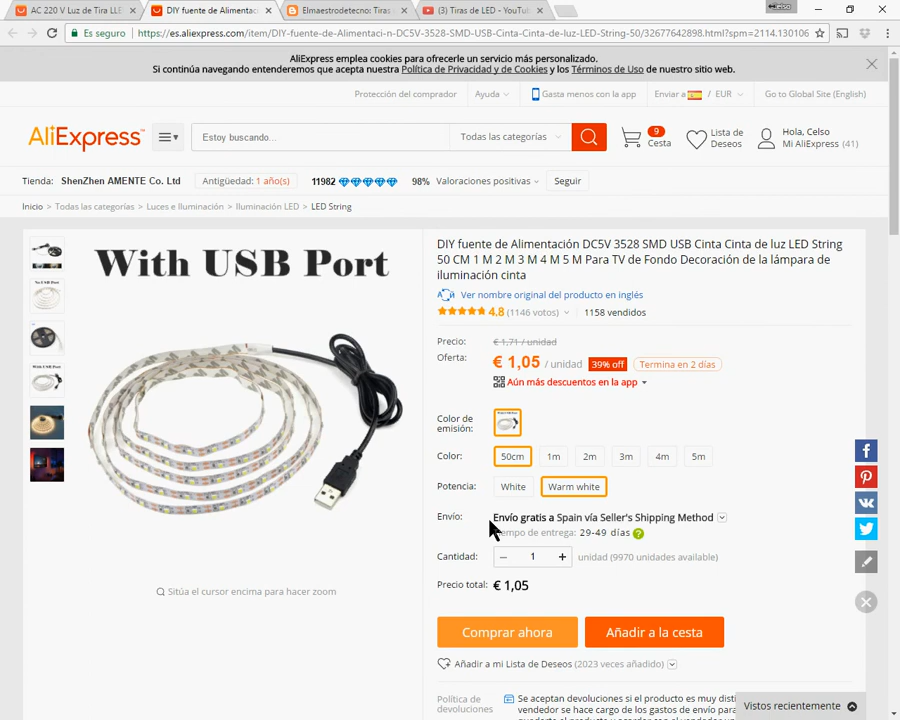 AC 220 V Luz de Tira LLE
DIY fuente de Alimentac
Elmaestrodetecno: Tiras
(3) Tiras de LED - YouTu
Celso
Es seguro
https://es.aliexpress.com/item/DIY-fuente-de-Alimentaci-n-DC5V-3528-SMD-USB-Cinta-Cinta-de-luz-LED-String-50/32677642898.html?spm=2114.130106
AliExpress emplea cookies para ofrecerle un servicio más personalizado.
Si continúa navegando entenderemos que acepta nuestra Política de Privacidad y de Cookies y los Términos de Uso de nuestro sitio web.
Protección del comprador
Ayuda
Gasta menos con la app
Enviar a / EUR
Go to Global Site (English)
AliExpress
Estoy buscando...
Todas las categorías
9
Cesta
Lista de
Deseos
Hola, Celso
Mi AliExpress (41)
Tienda: ShenZhen AMENTE Co. Ltd
Antigüedad: 1 año(s)
11982
98% Valoraciones positivas
Seguir
Inicio > Todas las categorías > Luces e Iluminación > Iluminación LED > LED String
With USB Port
DIY fuente de Alimentación DC5V 3528 SMD USB Cinta Cinta de luz LED String
50 CM 1 M 2 M 3 M 4 M 5 M Para TV de Fondo Decoración de la lámpara de
iluminación cinta
Ver nombre original del producto en inglés
4.8 (1146 votos) 1158 vendidos
Precio: € 1,71 / unidad
Oferta: € 1,05 / unidad 39% off Termina en 2 días
Aún más descuentos en la app
Color de
emisión:
Color: 50cm 1m 2m 3m 4m 5m
Potencia: White Warm white
Envío: Envío gratis a Spain vía Seller's Shipping Method
de entrega: 29-49 días
Cantidad: − 1 + unidad (9970 unidades available)
Precio total: € 1,05
Sitúa el cursor encima para hacer zoom
Comprar ahora
Añadir a la cesta
Añadir a mi Lista de Deseos (2023 veces añadido)
Política de
devoluciones
Se aceptan devoluciones si el producto es muy disti
vendedor se hace cargo de los gastos de envío po
Vistos recientemente